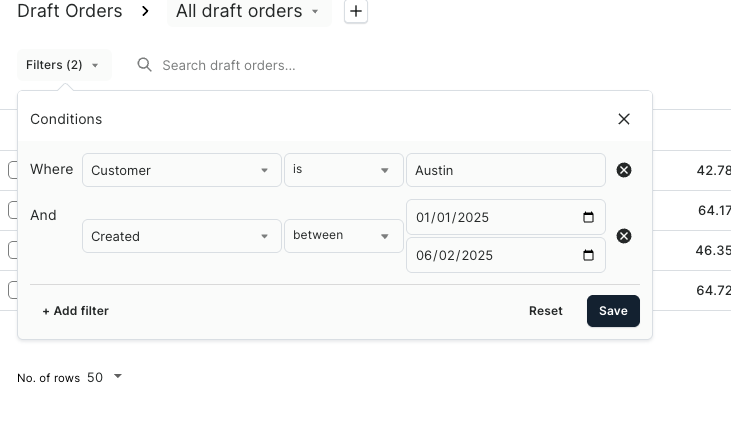 Draft Orders
All draft orders
Filters (2)
Search draft orders...
Conditions
Where Customer is Austin
And Created between 01/01/2025
06/02/2025
+ Add filter Reset Save
42.78
64.17
46.35
64.72
No. of rows 50